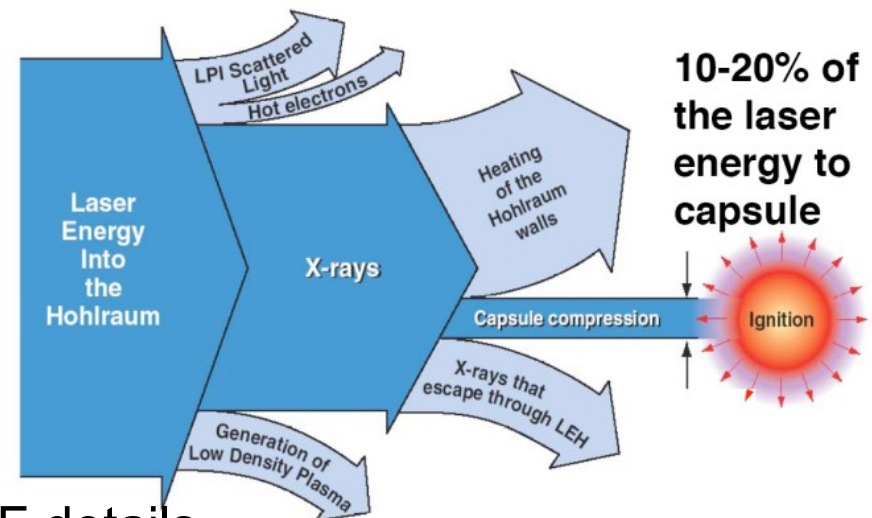 LPI Scattered
Light
Hot electrons
10-20% of
the laser
energy to
capsule
Laser
Energy
Into
the
Hohlraum
X-rays
Heating
of the
Hohlraum
walls
Capsule compression
Ignition
X-rays that
escape through LEH
Generation of
Low Density Plasma
details